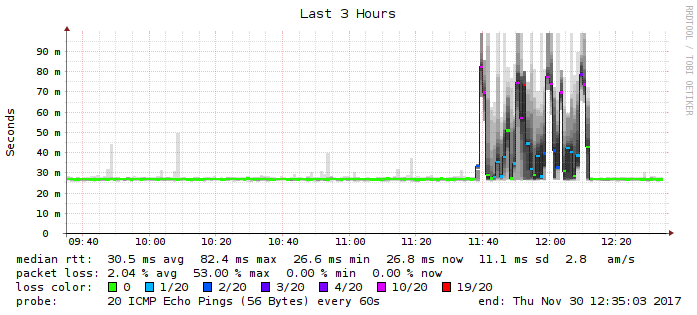 Last 3 Hours
RRDTOOL / TOBI OETIKER
90 m
80 m
70 m
60 m
50 m
40 m
30 m
20 m
10 m
0
Seconds
09:40 10:00 10:20 10:40 11:00 11:20 11:40 12:00 12:20
median rtt: 30.5 ms avg 82.4 ms max 26.6 ms min 26.8 ms now 11.1 ms sd 2.8 am/s
packet loss: 2.04 % avg 53.00 % max 0.00 % min 0.00 % now
loss color: 0 1/20 2/20 3/20 4/20 10/20 19/20
probe: 20 ICMP Echo Pings (56 Bytes) every 60s end: Thu Nov 30 12:35:03 2017